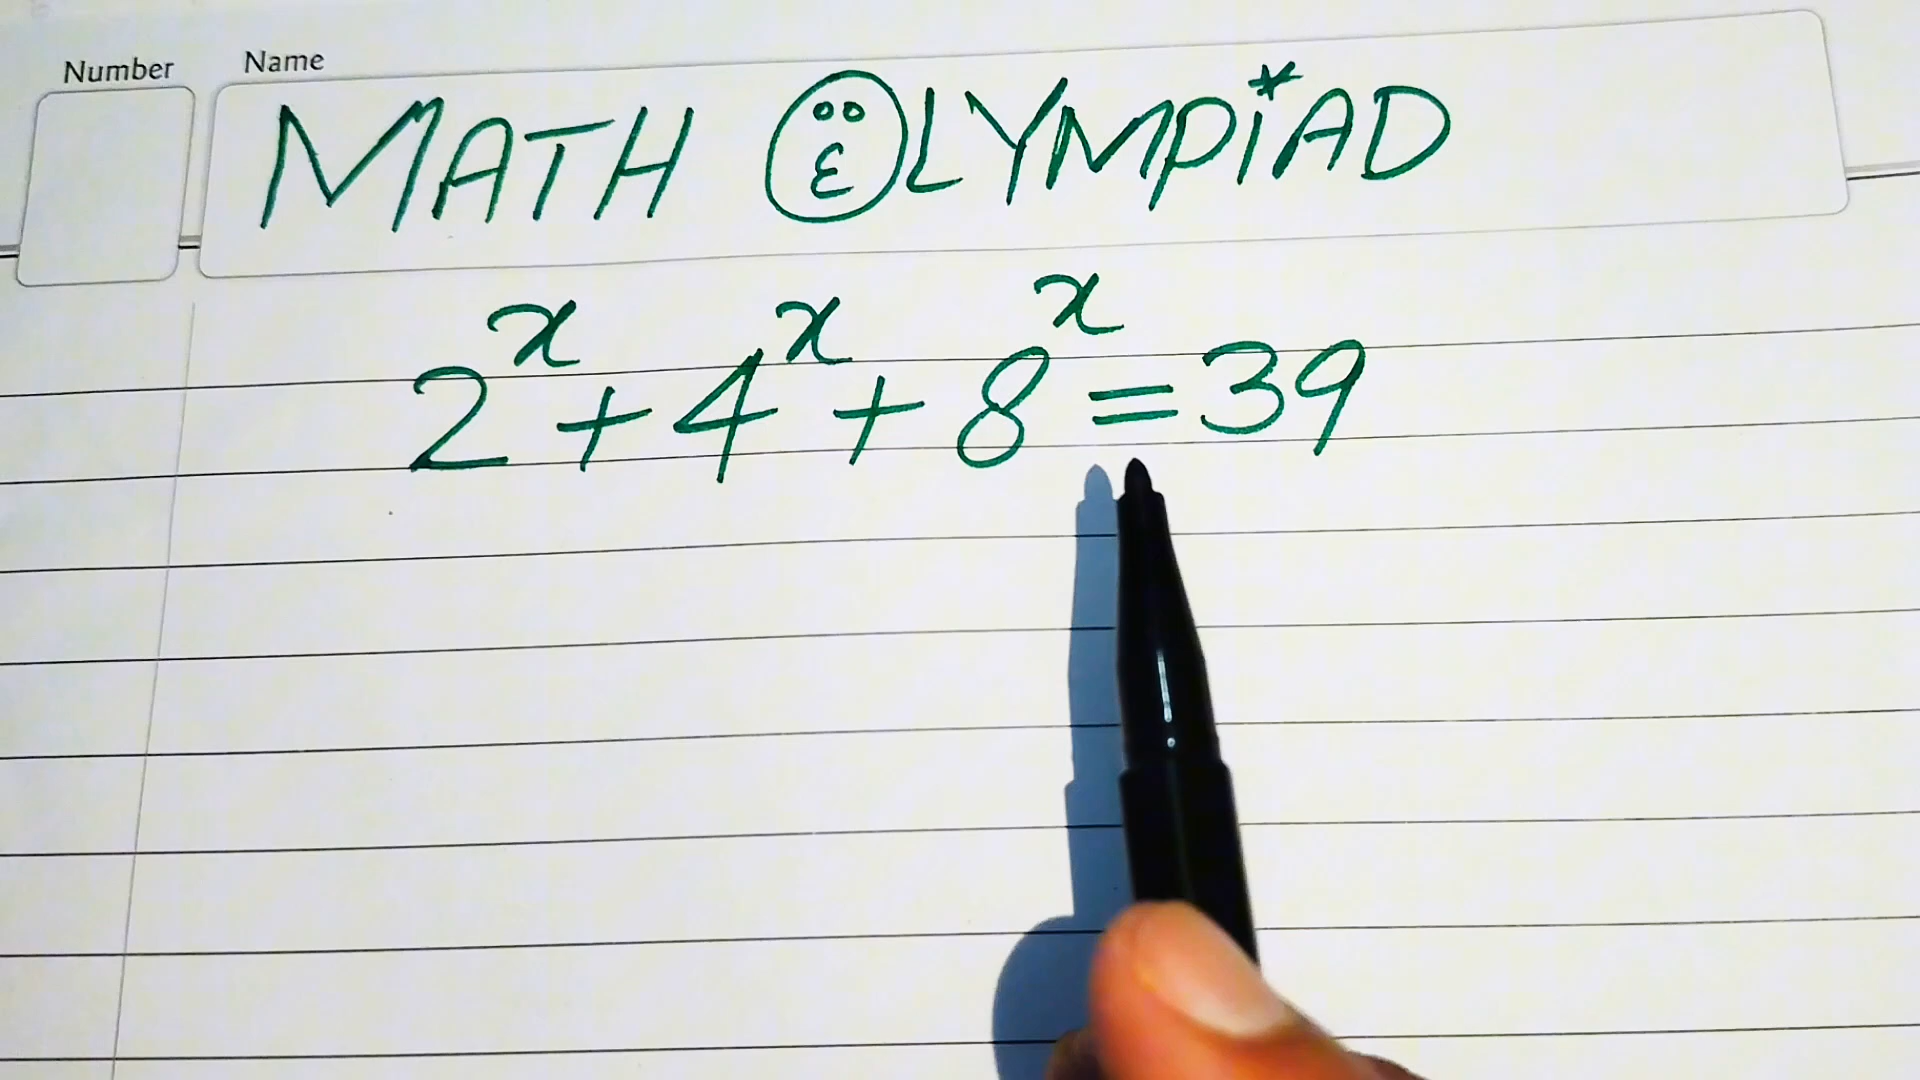 Number Name
MATH OLYMPiAD
2^x + 4^x + 8^x = 39